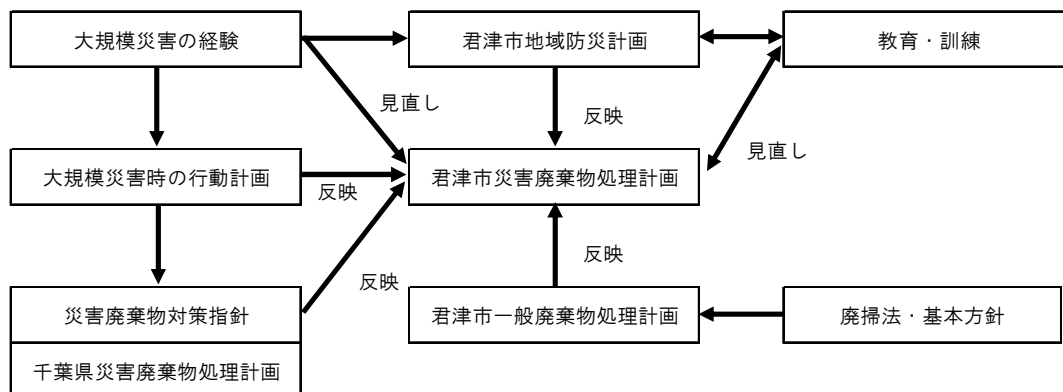 大規模災害の経験
君津市地域防災計画
教育・訓練
見直し
反映
見直し
大規模災害時の行動計画
反映
君津市災害廃棄物処理計画
反映
反映
災害廃棄物対策指針
君津市一般廃棄物処理計画
廃掃法・基本方針
千葉県災害廃棄物処理計画